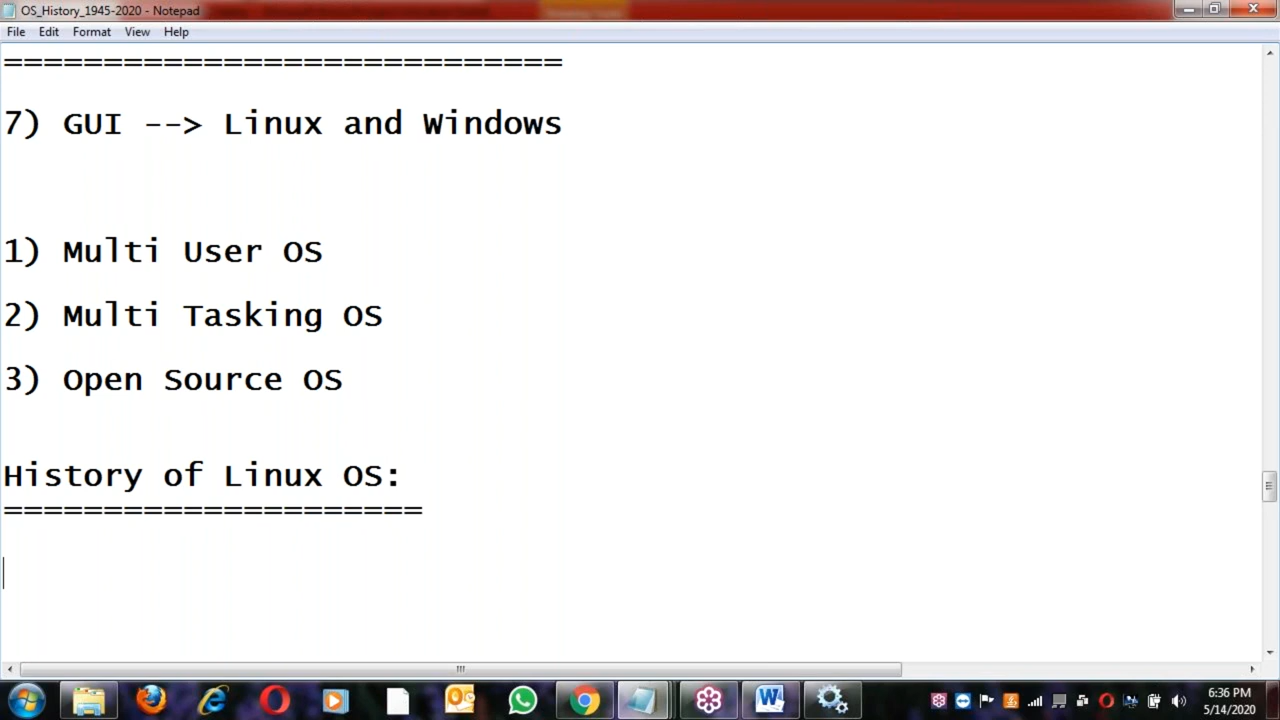 OS_History_1945-2020 - Notepad
File Edit Format View Help
============================
7) GUI --> Linux and Windows
1) Multi User OS
2) Multi Tasking OS
3) Open Source OS
History of Linux OS:
=====================
6:36 PM
5/14/2020